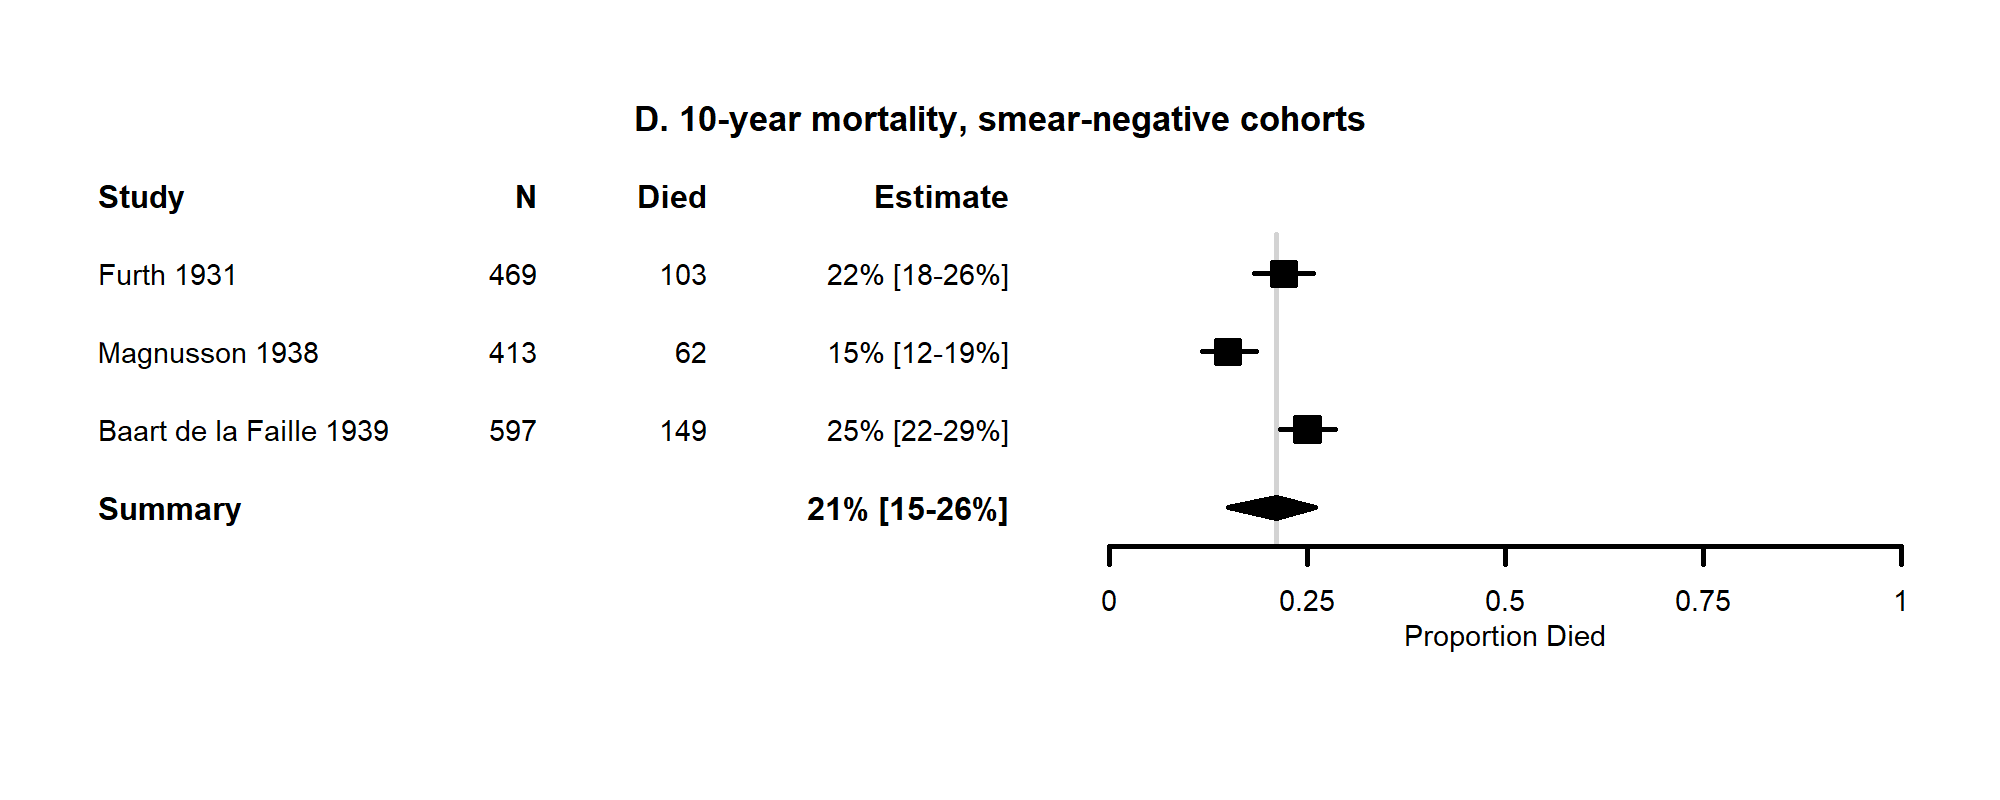 D. 10-year mortality, smear-negative cohorts
Study N Died Estimate
Furth 1931 469 103 22% [18-26%]
Magnusson 1938 413 62 15% [12-19%]
Baart de la Faille 1939 597 149 25% [22-29%]
Summary 21% [15-26%]
0 0.25 0.5 0.75 1
Proportion Died